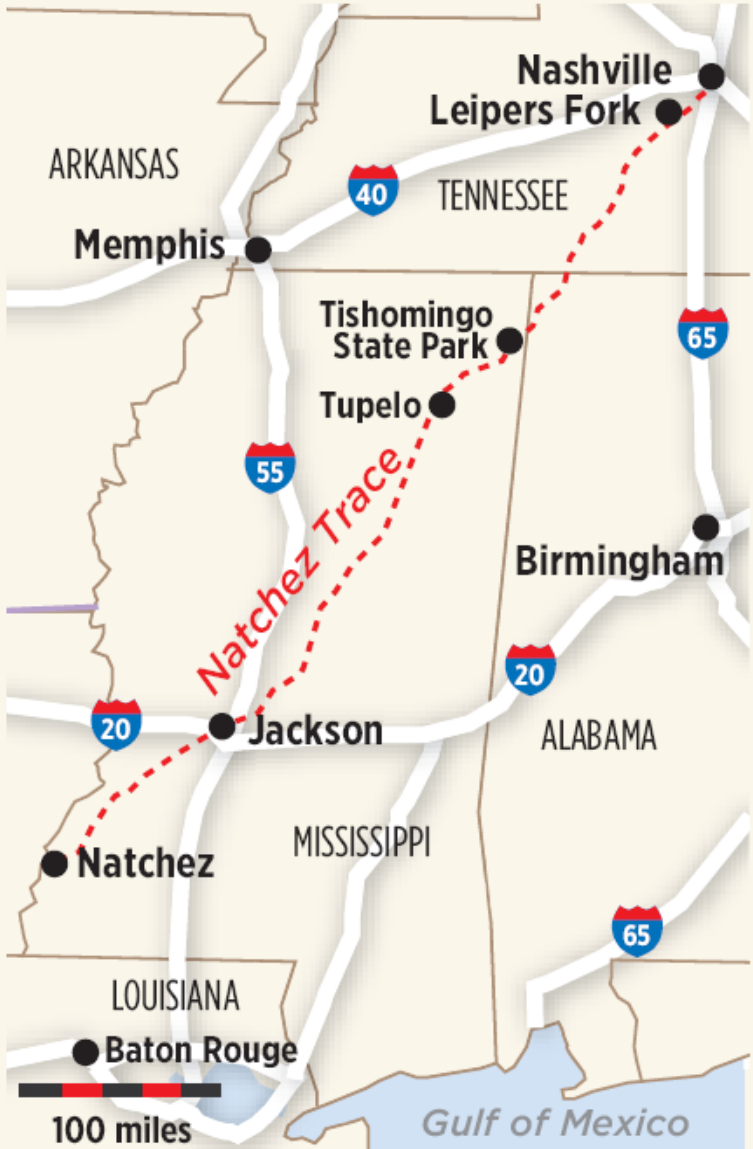 Nashville
Leipers Fork
ARKANSAS
40
TENNESSEE
Memphis
Tishomingo
State Park
65
Tupelo
55
Natchez Trace
Birmingham
20
20
Jackson
ALABAMA
MISSISSIPPI
Natchez
65
LOUISIANA
Baton Rouge
100 miles
Gulf of Mexico